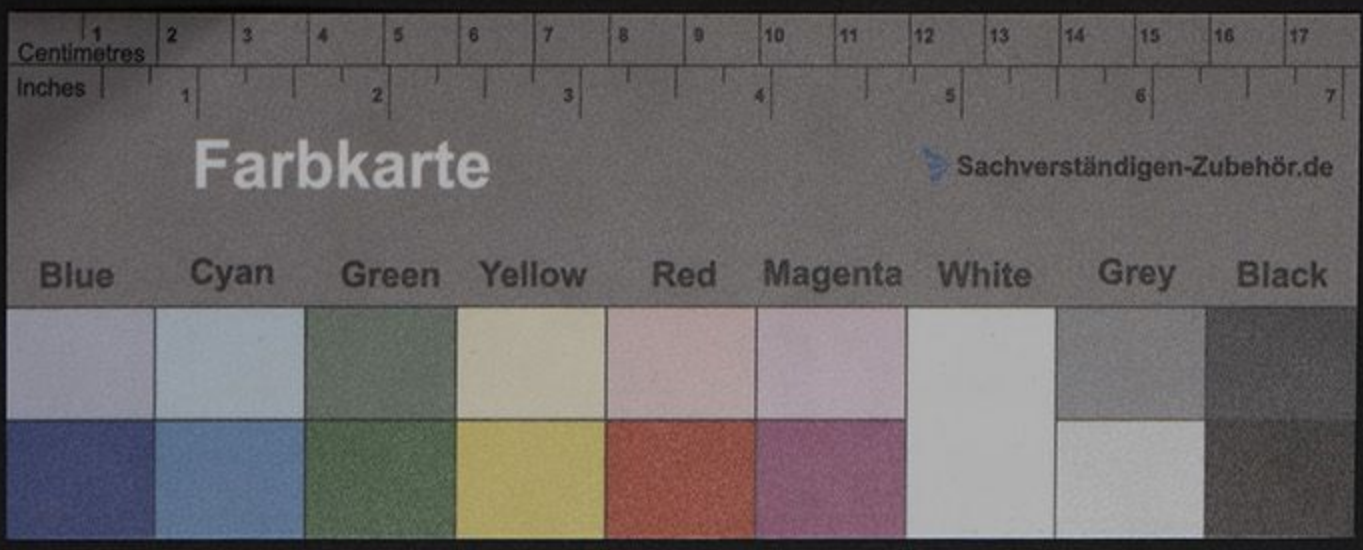 1 2 3 4 5 6 7 8 9 10 11 12 13 14 15 16 17
Centimetres
Inches
1 2 3 4 5 6 7
Farbkarte
Sachverständigen-Zubehör.de
Blue Cyan Green Yellow Red Magenta White Grey Black